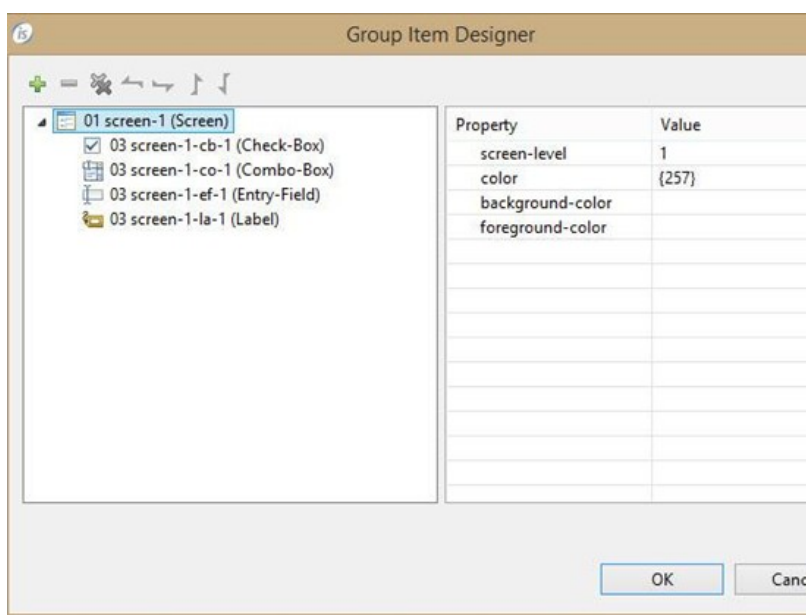 is
Group Item Designer
01 screen-1 (Screen)
03 screen-1-cb-1 (Check-Box)
03 screen-1-co-1 (Combo-Box)
03 screen-1-ef-1 (Entry-Field)
03 screen-1-la-1 (Label)
Property Value
screen-level 1
color {257}
background-color
foreground-color
OK Canc